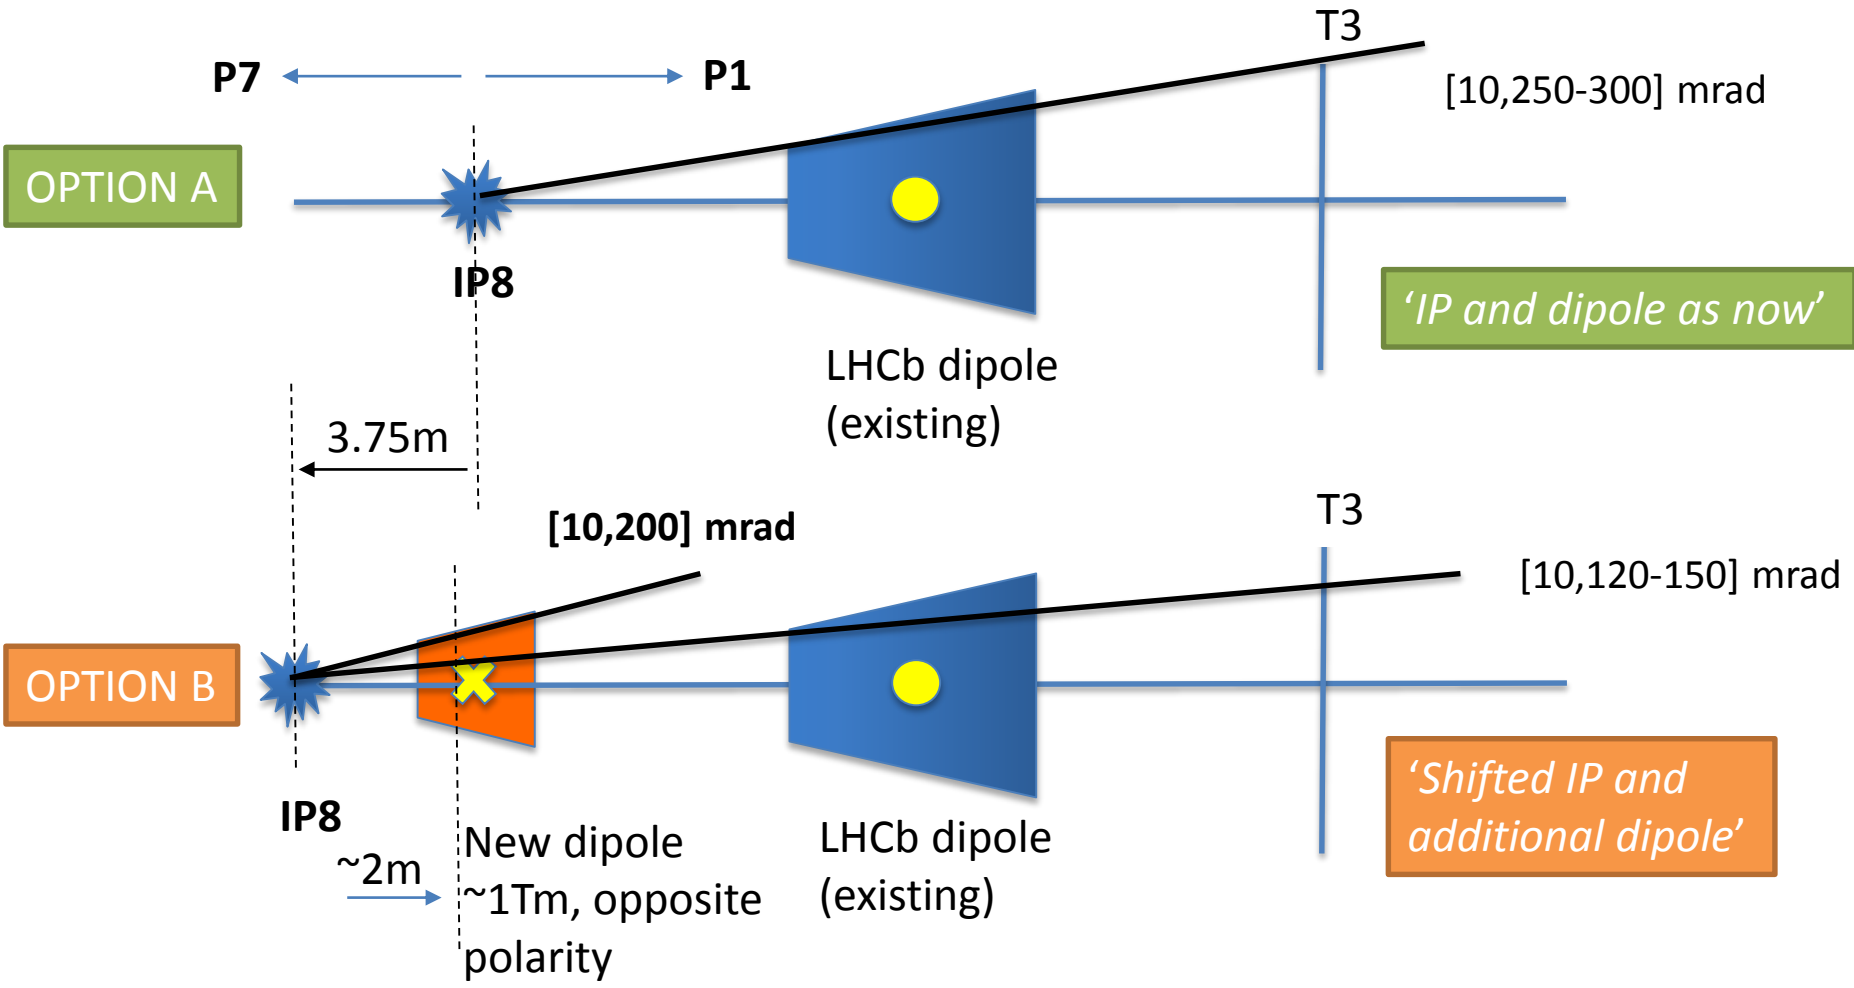 T3
P7
P1
[10,250-300] mrad
OPTION A
IP8
‘IP and dipole as now’
LHCb dipole
(existing)
3.75m
T3
[10,200] mrad
[10,120-150] mrad
OPTION B
IP8
~2m
New dipole
~1Tm, opposite
polarity
LHCb dipole
(existing)
‘Shifted IP and
additional dipole’